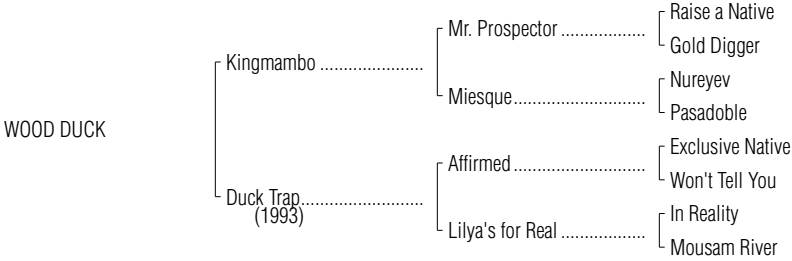 Raise a Native
Mr. Prospector ..................
Gold Digger
Kingmambo ......................
Nureyev
Miesque............................
Pasadoble
WOOD DUCK
Exclusive Native
Affirmed ............................
Won't Tell You
Duck Trap..........................
(1993)
In Reality
Lilya's for Real ..................
Mousam River